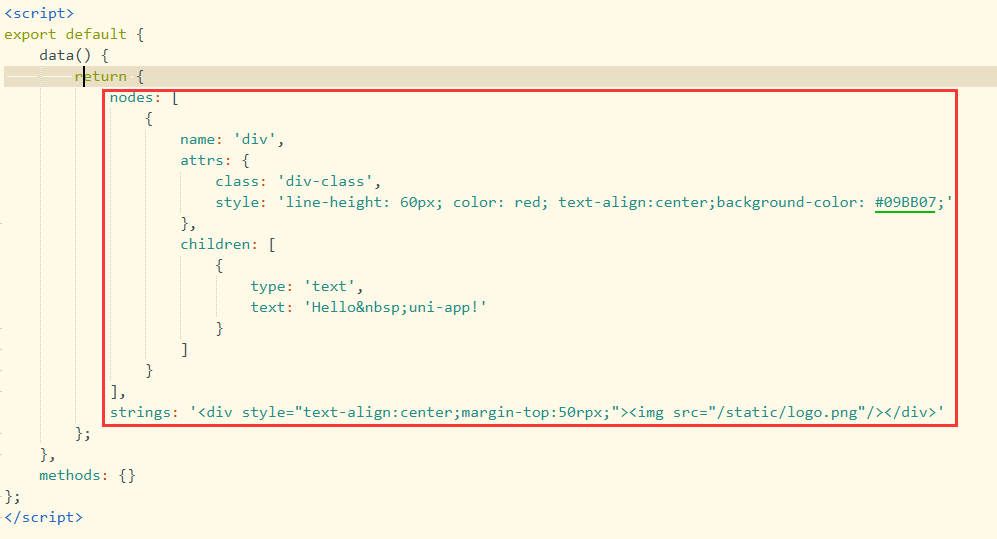 <script>
export default {
    data() {
        return {
            nodes: [
                {
                    name: 'div',
                    attrs: {
                        class: 'div-class',
                        style: 'line-height: 60px; color: red; text-align:center;background-color: #09BB07;'
                    },
                    children: [
                        {
                            type: 'text',
                            text: 'Hello&nbsp;uni-app!'
                        }
                    ]
                }
            ],
            strings: '<div style="text-align:center;margin-top:50rpx;"><img src="/static/logo.png"/></div>'
        };
    },
    methods: {}
};
</script>